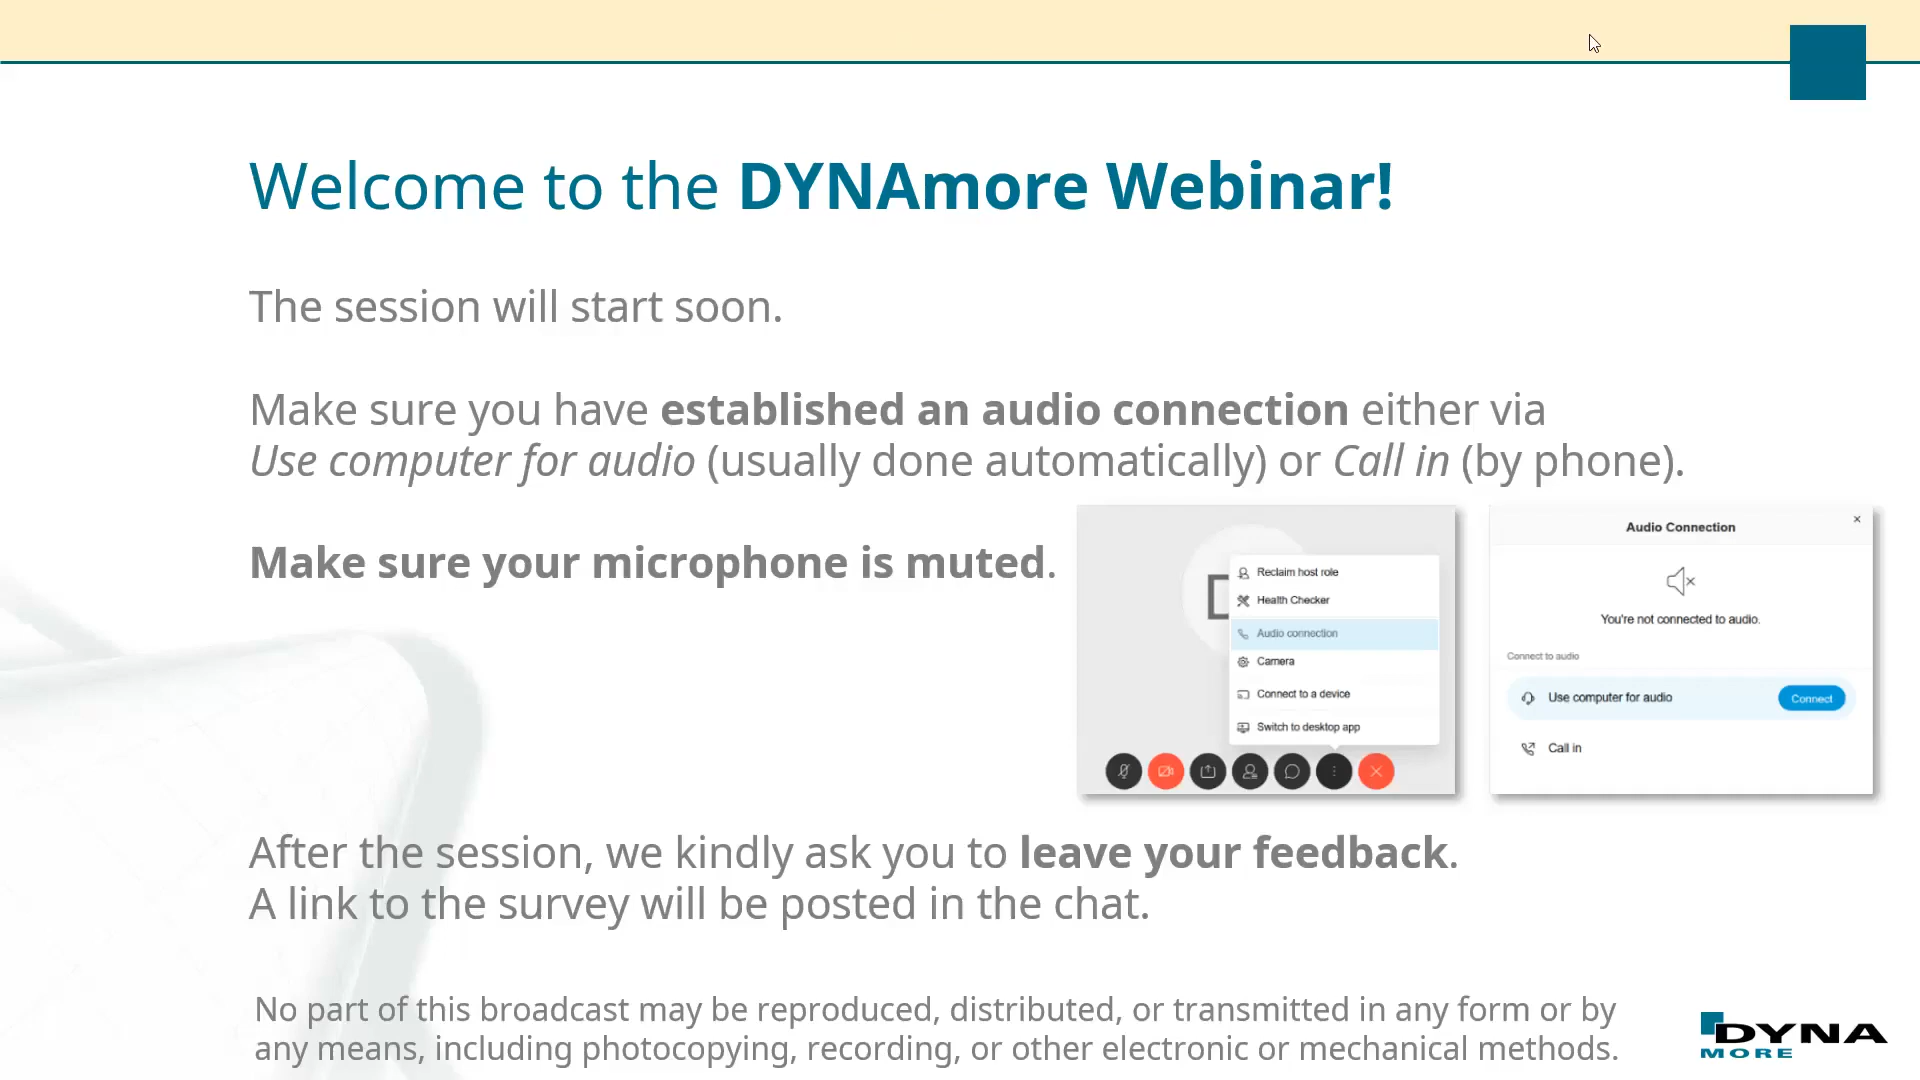 Welcome to the DYNAmore Webinar!
The session will start soon.
Make sure you have established an audio connection either via
Use computer for audio (usually done automatically) or Call in (by phone).
Make sure your microphone is muted.
Reclaim host role
Health Checker
Audio connection
Camera
Connect to a device
Switch to desktop app
Audio Connection
You're not connected to audio.
Connect to audio
Use computer for audio
Connect
Call in
After the session, we kindly ask you to leave your feedback.
A link to the survey will be posted in the chat.
No part of this broadcast may be reproduced, distributed, or transmitted in any form or by
any means, including photocopying, recording, or other electronic or mechanical methods.
DYNA
MORE